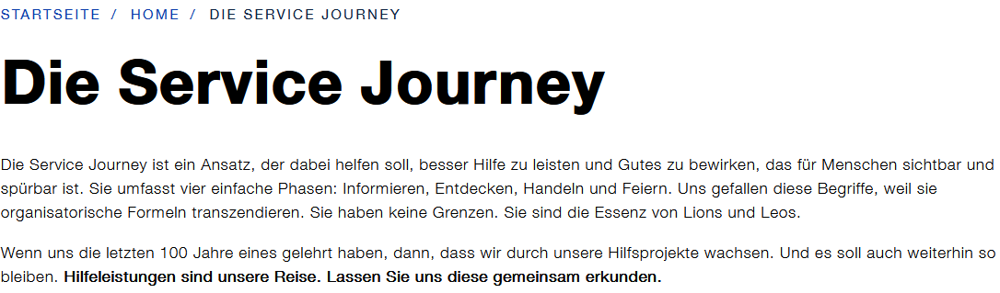 STARTSEITE / HOME / DIE SERVICE JOURNEY
Die Service Journey
Die Service Journey ist ein Ansatz, der dabei helfen soll, besser Hilfe zu leisten und Gutes zu bewirken, das für Menschen sichtbar und
spürbar ist. Sie umfasst vier einfache Phasen: Informieren, Entdecken, Handeln und Feiern. Uns gefallen diese Begriffe, weil sie
organisatorische Formeln transzendieren. Sie haben keine Grenzen. Sie sind die Essenz von Lions und Leos.
Wenn uns die letzten 100 Jahre eines gelehrt haben, dann, dass wir durch unsere Hilfsprojekte wachsen. Und es soll auch weiterhin so
bleiben. Hilfeleistungen sind unsere Reise. Lassen Sie uns diese gemeinsam erkunden.